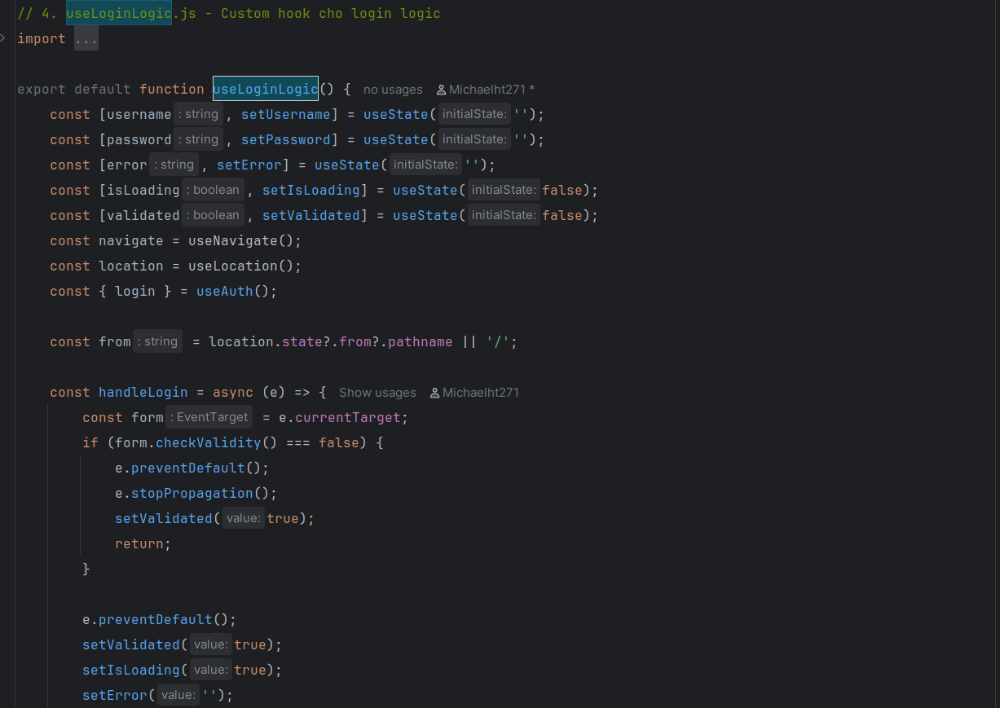 // 4. useLoginLogic.js - Custom hook cho login logic
import ...
export default function useLoginLogic() { no usages Michaelht271 *
const [username : string , setUsername] = useState( initialState: '');
const [password : string , setPassword] = useState( initialState: '');
const [error : string , setError] = useState( initialState: '');
const [isLoading : boolean , setIsLoading] = useState( initialState: false);
const [validated : boolean , setValidated] = useState( initialState: false);
const navigate = useNavigate();
const location = useLocation();
const { login } = useAuth();
const from : string = location.state?.from?.pathname || '/';
const handleLogin = async (e) => { Show usages Michaelht271
const form : EventTarget = e.currentTarget;
if (form.checkValidity() === false) {
e.preventDefault();
e.stopPropagation();
setValidated( value: true);
return;
}
e.preventDefault();
setValidated( value: true);
setIsLoading( value: true);
setError( value: '');